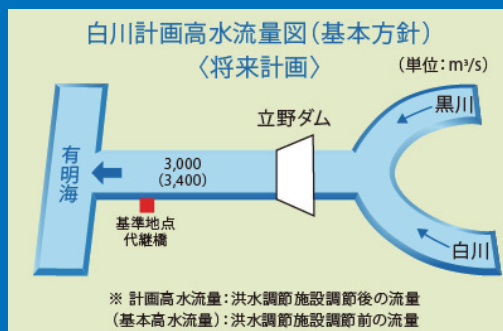 白川計画高水流量図(基本方針)
〈将来計画〉
(単位:m³/s)
黒川
立野ダム
有明海
3,000
(3,400)
基準地点
代継橋
白川
※ 計画高水流量:洪水調節施設調節後の流量
(基本高水流量):洪水調節施設調節前の流量